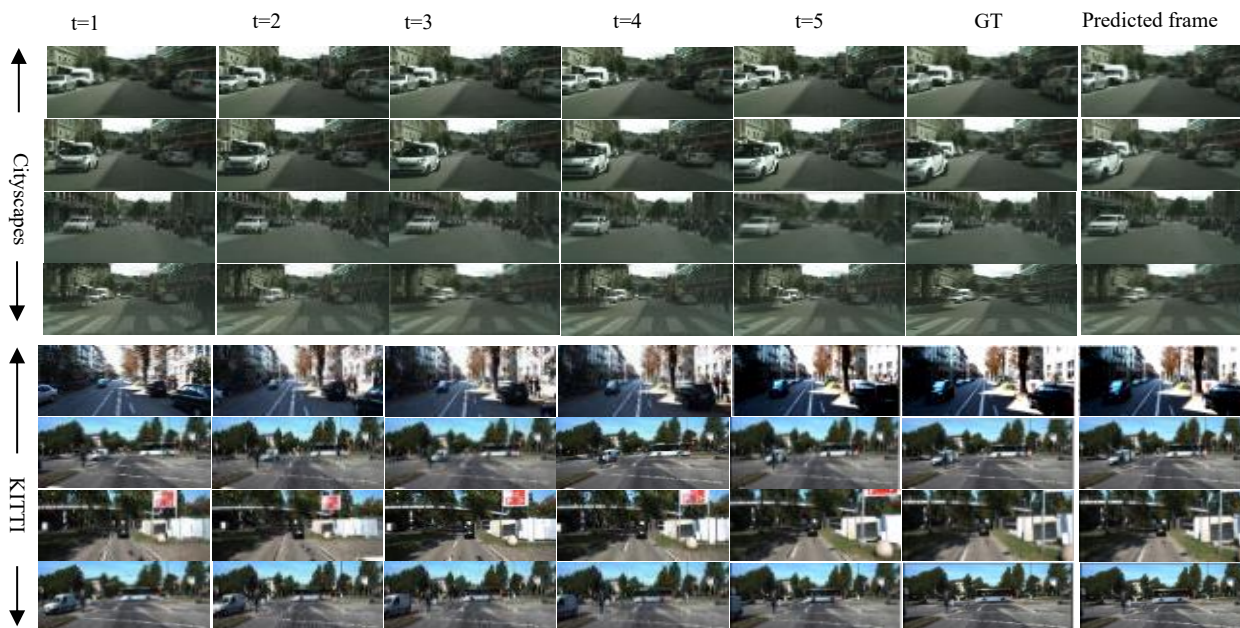 t=1
t=2
t=3
t=4
t=5
GT
Predicted frame
Cityscapes
KITTI